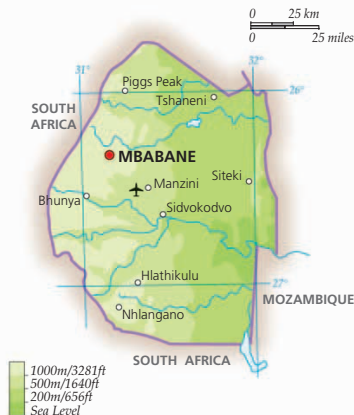 0 25 km
0 25 miles
31°
32°
26°
Piggs Peak
Tshaneni
SOUTH
AFRICA
MBABANE
Siteki
Manzini
Bhunya
Sidvokodvo
Hlathikulu
27°
MOZAMBIQUE
Nhlangano
SOUTH AFRICA
1000m/3281ft
500m/1640ft
200m/656ft
Sea Level